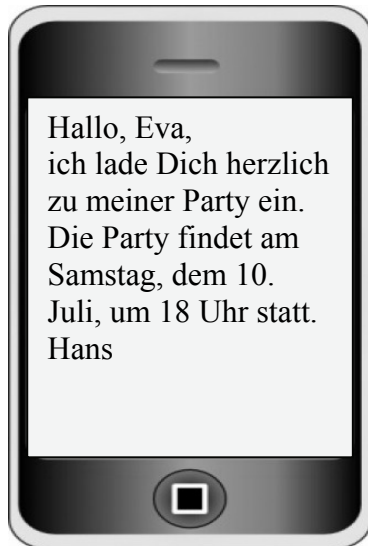 Hallo, Eva,
ich lade Dich herzlich
zu meiner Party ein.
Die Party findet am
Samstag, dem 10.
Juli, um 18 Uhr statt.
Hans